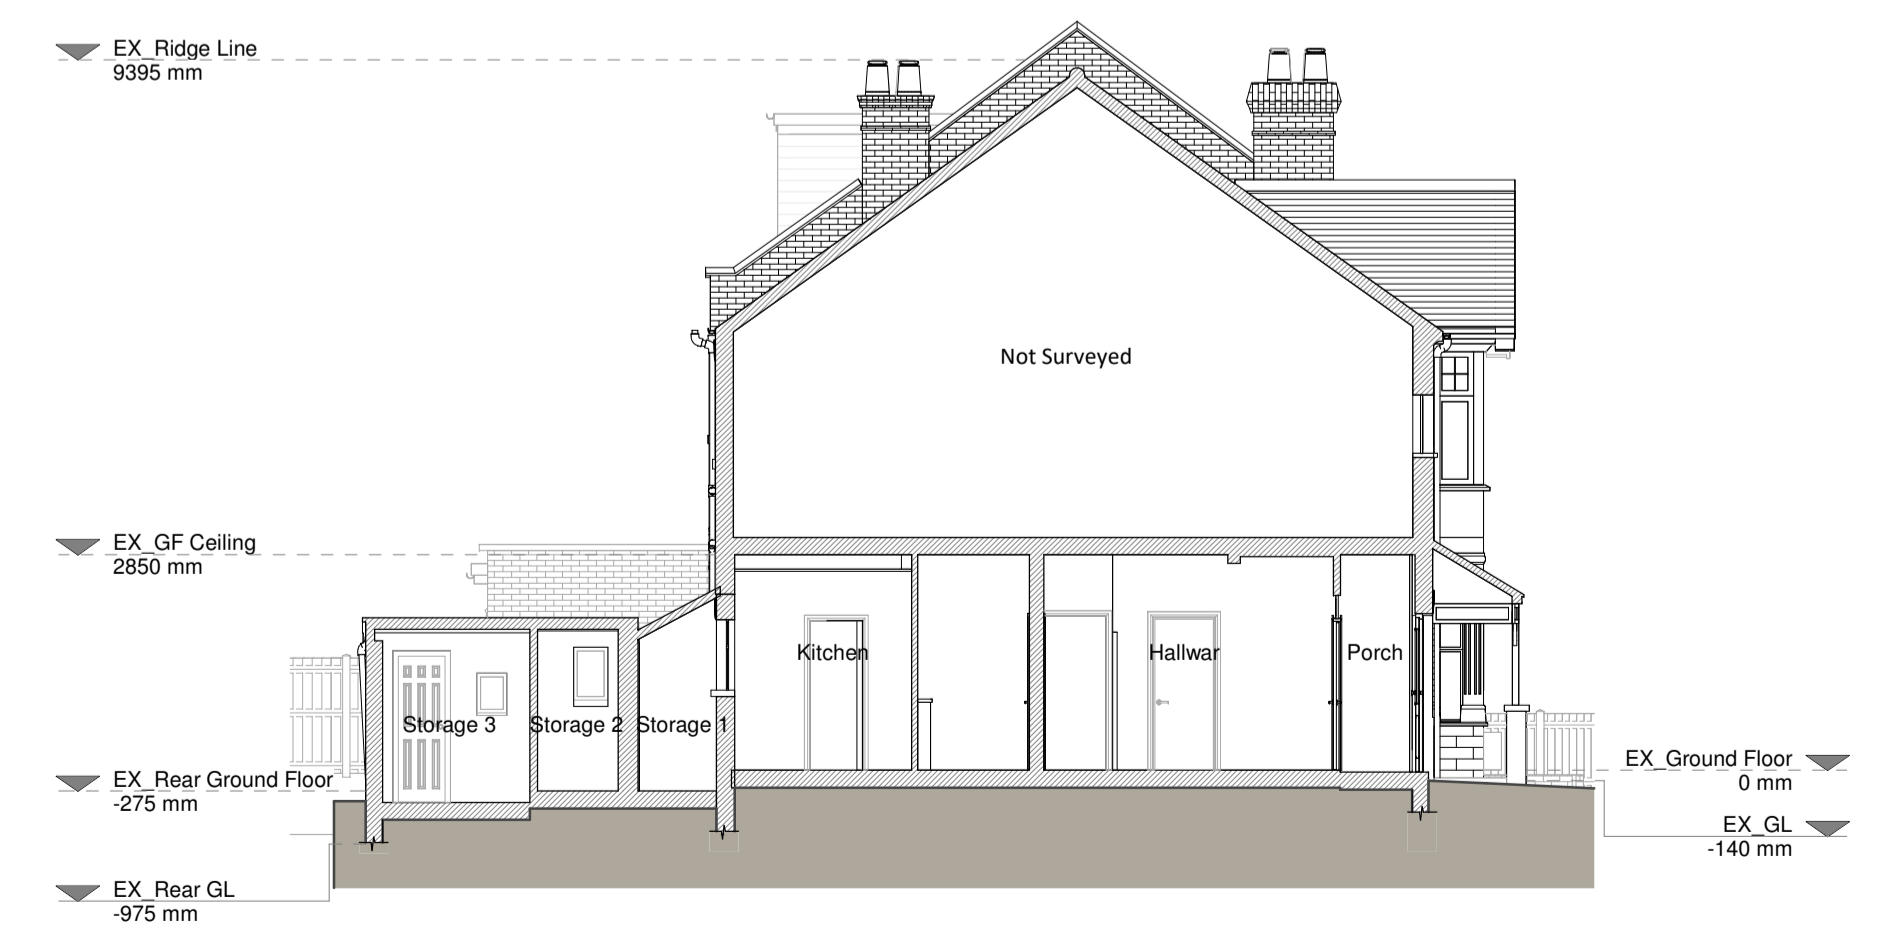 EX_Ridge Line
9395 mm
Not Surveyed
EX_GF Ceiling
2850 mm
Kitchen
Hallwar
Porch
Storage 3
Storage 2
Storage 1
EX_Rear Ground Floor
-275 mm
EX_Ground Floor
0 mm
EX_GL
-140 mm
EX_Rear GL
-975 mm